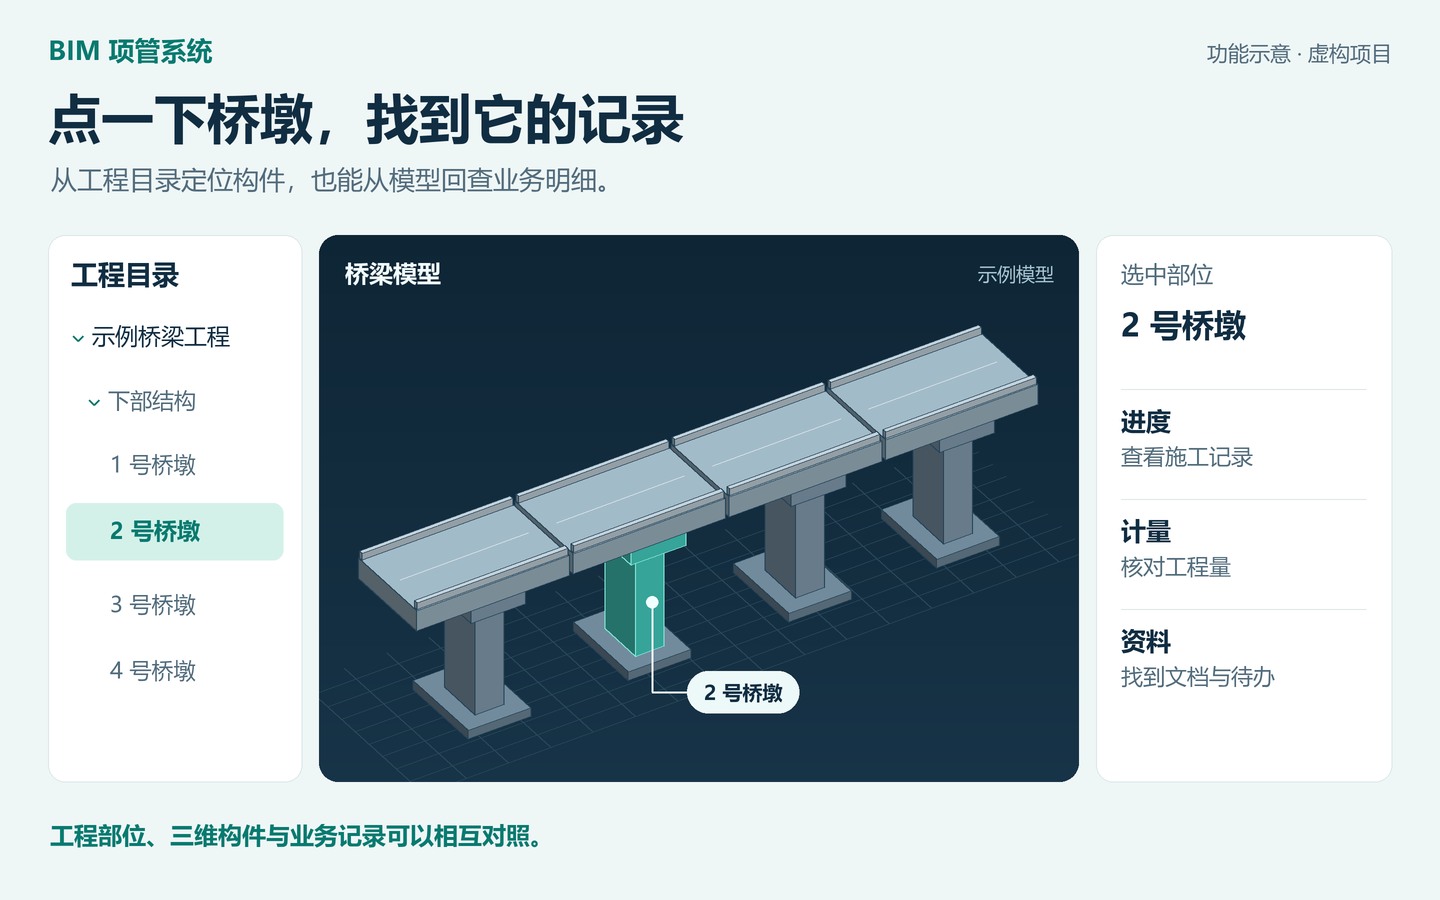 BIM 项管系统
功能示意 · 虚构项目
点一下桥墩，找到它的记录
从工程目录定位构件，也能从模型回查业务明细。
工程目录
示例桥梁工程
下部结构
1 号桥墩
2 号桥墩
3 号桥墩
4 号桥墩
桥梁模型
示例模型
2 号桥墩
选中部位
2 号桥墩
进度
查看施工记录
计量
核对工程量
资料
找到文档与待办
工程部位、三维构件与业务记录可以相互对照。